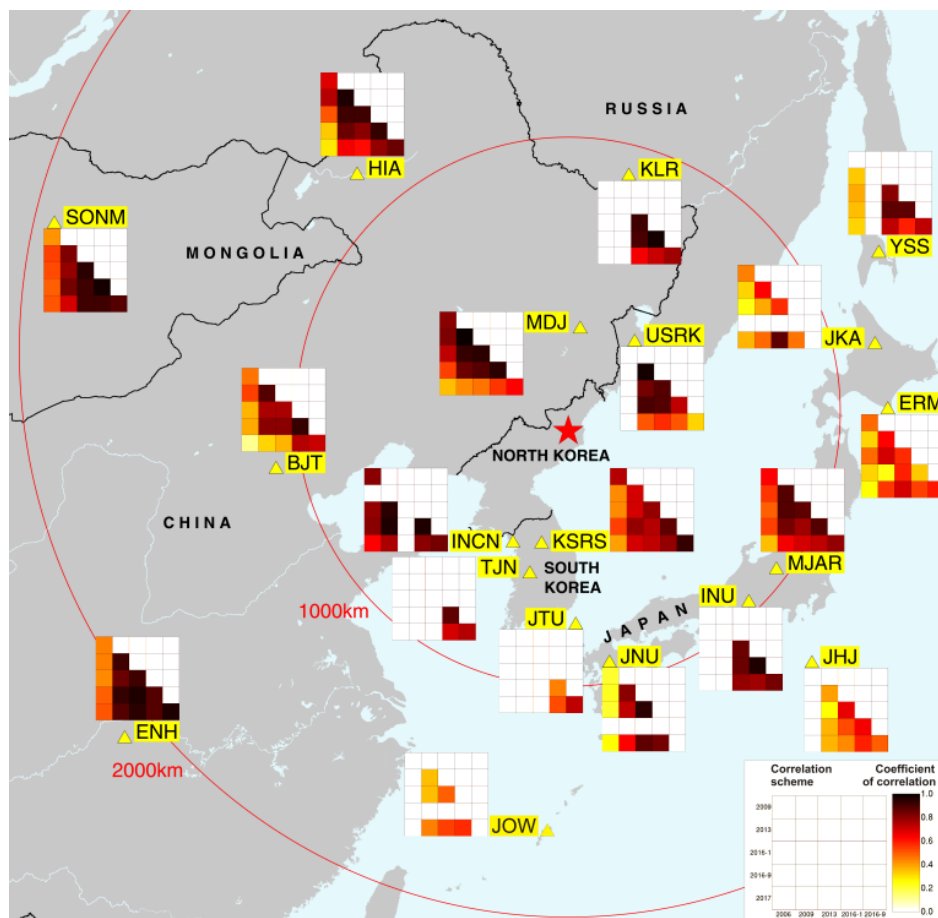 RUSSIA
HIA
KLR
SONM
MONGOLIA
YSS
MDJ
USRK
JKA
ERM
NORTH KOREA
BJT
CHINA
INCN
KSRS
TJN
SOUTH
KOREA
MJAR
1000km
INU
JTU
JAPAN
JNU
JHJ
ENH
2000km
JOW
Correlation
scheme
Coefficient
of correlation
2009
2013
2016-1
2016-9
2017
2006 2009 2013 2016-1 2016-9
1.0
0.8
0.6
0.4
0.2
0.0